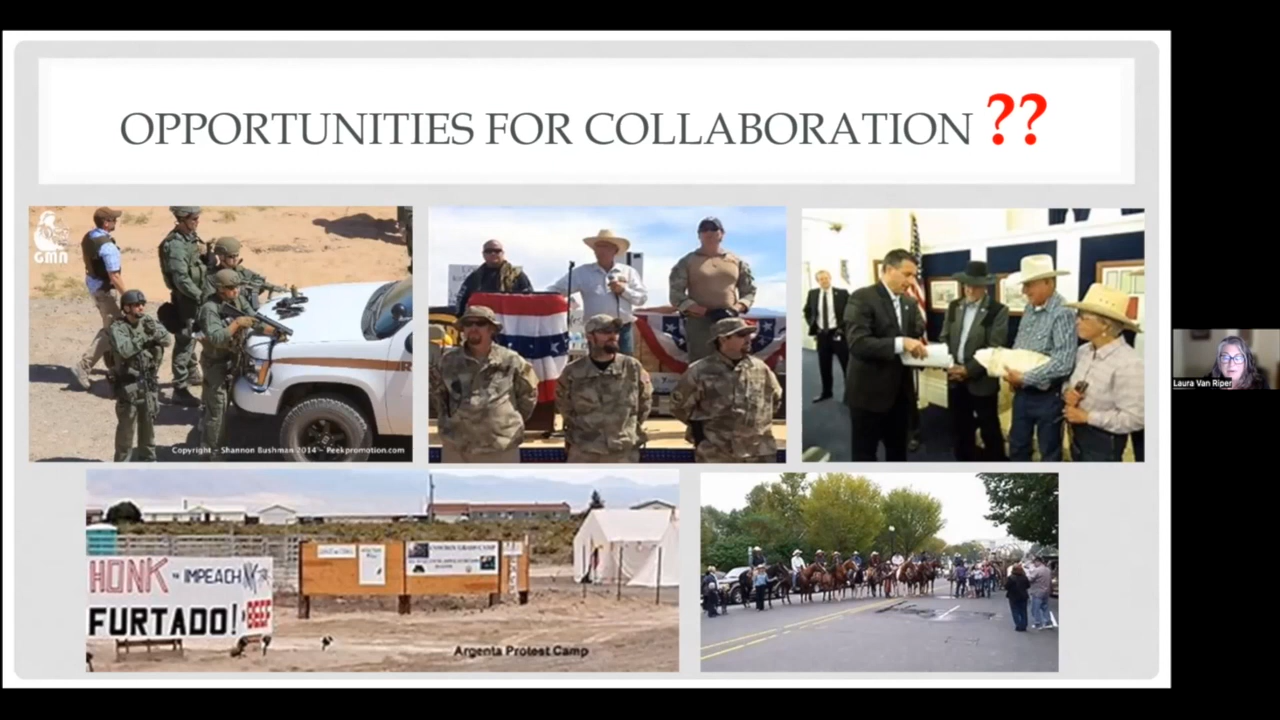 OPPORTUNITIES FOR COLLABORATION ??
GMN
Copyright - Shannon Bushman 2014 - Peekpromotion.com
Laura Van Riper
HONK
IMPEACH
FURTADO!
BEEF
Argenta Protest Camp